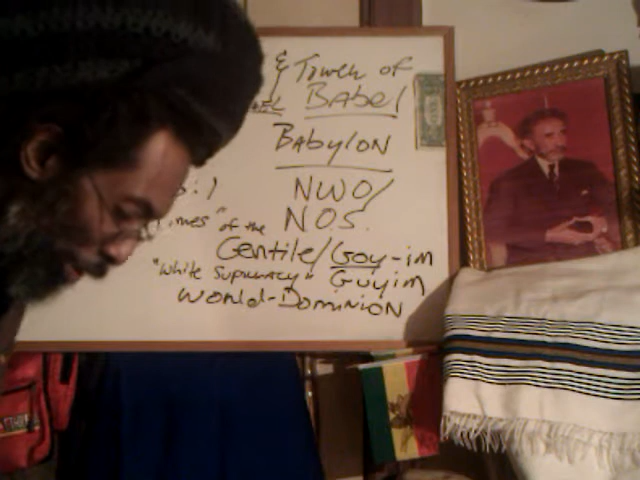 & Tower of
Babel
Babylon
NWO/
"of the N.O.S.
Gentile/Goy-im
"White Supremacy" Guyim
World-Dominion